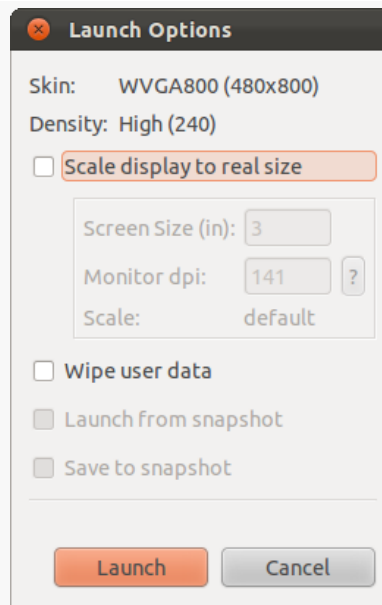 Launch Options
Skin: WVGA800 (480x800)
Density: High (240)
Scale display to real size
Screen Size (in): 3
Monitor dpi: 141 ?
Scale: default
Wipe user data
Launch from snapshot
Save to snapshot
Launch Cancel